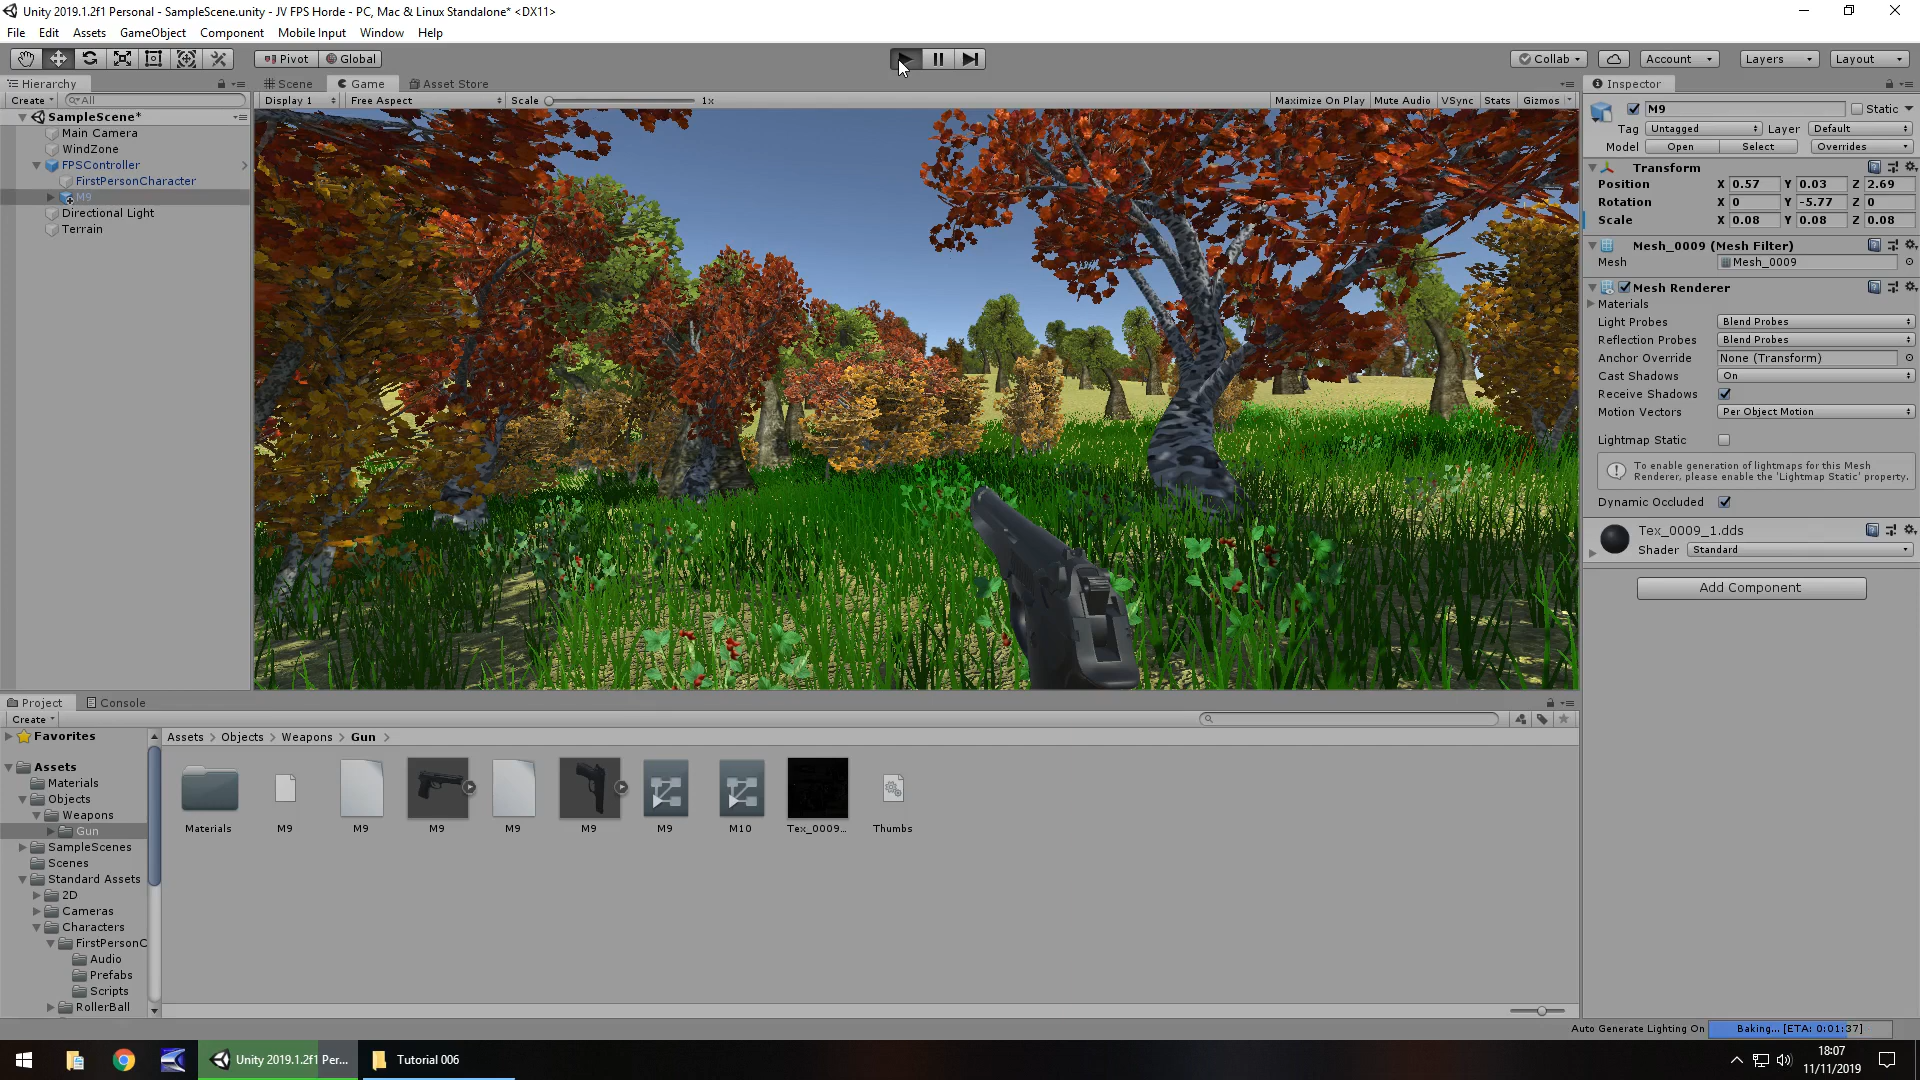 Unity 2019.1.2f1 Personal - SampleScene.unity - JV FPS Horde - PC, Mac & Linux Standalone* <DX11>
File Edit Assets GameObject Component Mobile Input Window Help
Pivot Global Collab Account Layers Layout
Hierarchy Scene Game Asset Store Inspector
Create All Display 1 Free Aspect Scale 1x Maximize On Play Mute Audio VSync Stats Gizmos
SampleScene*
Main Camera
WindZone
FPSController
FirstPersonCharacter
M9
Directional Light
Terrain
M9 Static
Tag Untagged Layer Default
Model Open Select Overrides
Transform
Position X 0.57 Y 0.03 Z 2.69
Rotation X 0 Y -5.77 Z 0
Scale X 0.08 Y 0.08 Z 0.08
Mesh_0009 (Mesh Filter)
Mesh Mesh_0009
Mesh Renderer
Materials
Light Probes Blend Probes
Reflection Probes Blend Probes
Anchor Override None (Transform)
Cast Shadows On
Receive Shadows
Motion Vectors Per Object Motion
Lightmap Static
To enable generation of lightmaps for this Mesh
Renderer, please enable the 'Lightmap Static' property.
Dynamic Occluded
Tex_0009_1.dds
Shader Standard
Add Component
Project Console
Create
Favorites
Assets
Materials
Objects
Weapons
Gun
SampleScenes
Scenes
Standard Assets
2D
Cameras
Characters
FirstPersonC
Audio
Prefabs
Scripts
RollerBall
Assets > Objects > Weapons > Gun >
Materials M9 M9 M9 M9 M9 M9 M10 Tex_0009... Thumbs
Auto Generate Lighting On Baking... [ETA: 0:01:37]
Unity 2019.1.2f1 Per... Tutorial 006
18:07
11/11/2019